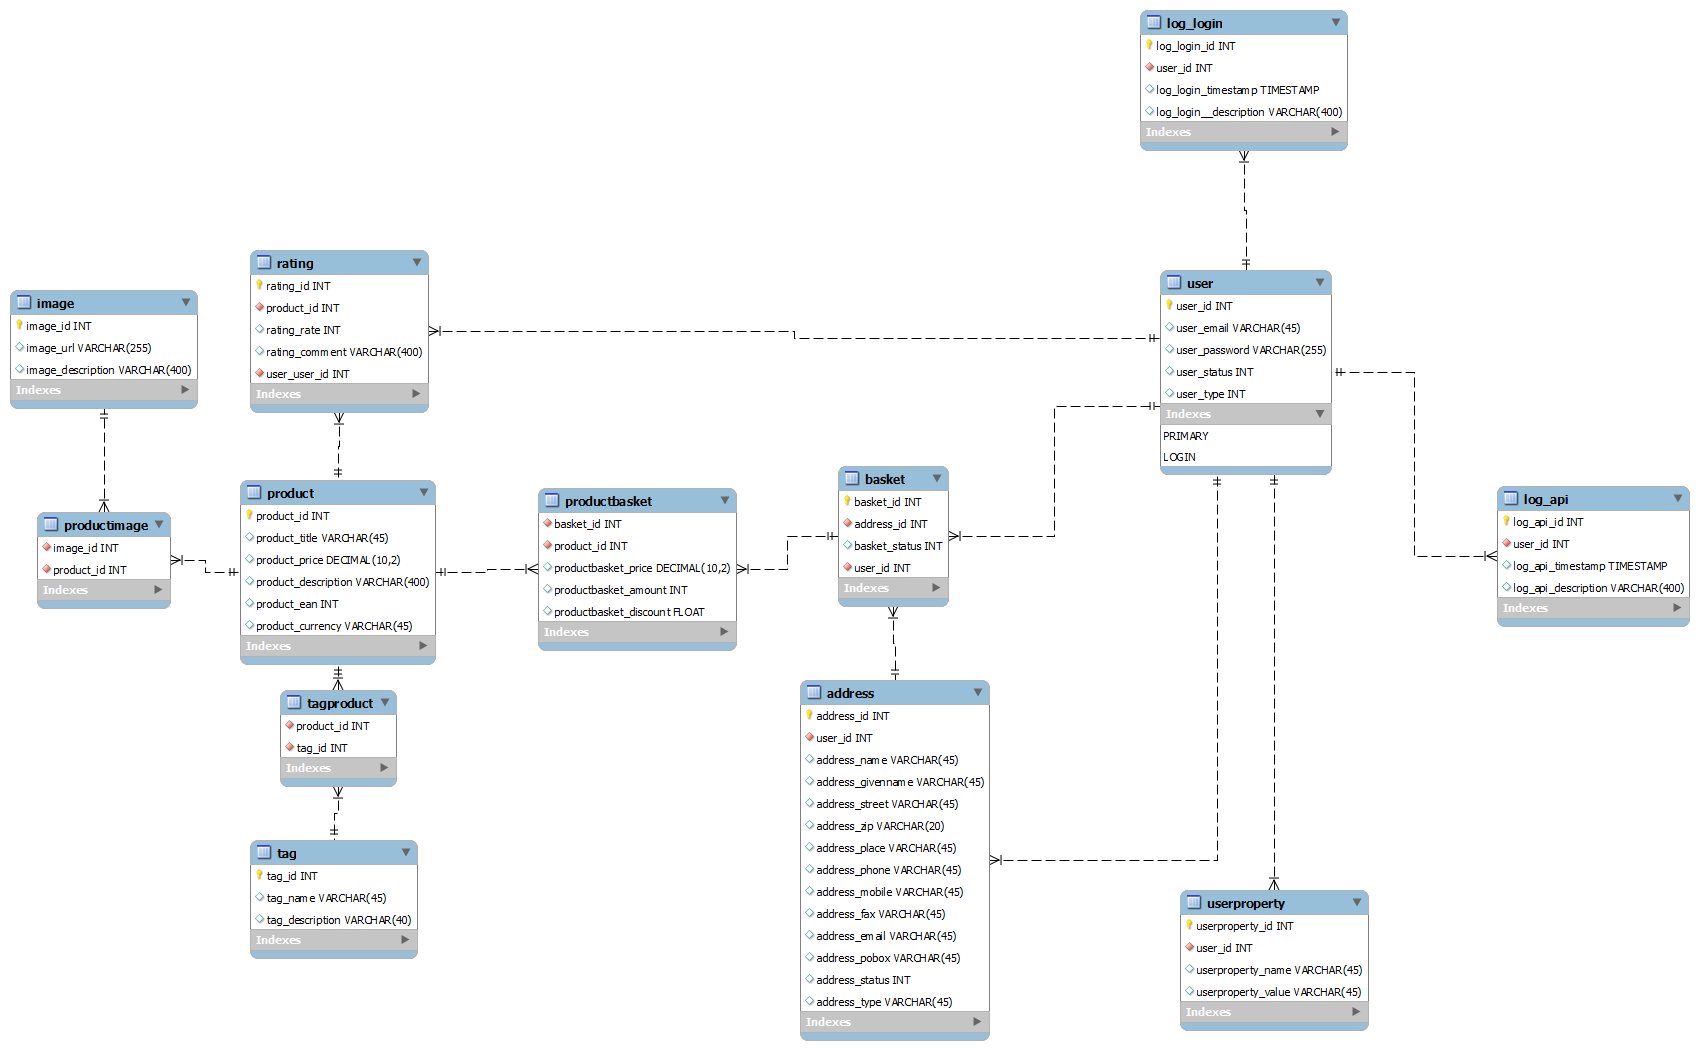 log_login
log_login_id INT
user_id INT
log_login_timestamp TIMESTAMP
log_login__description VARCHAR(400)
Indexes
rating
rating_id INT
product_id INT
rating_rate INT
rating_comment VARCHAR(400)
user_user_id INT
Indexes
user
user_id INT
user_email VARCHAR(45)
user_password VARCHAR(255)
user_status INT
user_type INT
Indexes
PRIMARY
LOGIN
image
image_id INT
image_url VARCHAR(255)
image_description VARCHAR(400)
Indexes
productimage
image_id INT
product_id INT
Indexes
product
product_id INT
product_title VARCHAR(45)
product_price DECIMAL(10,2)
product_description VARCHAR(400)
product_ean INT
product_currency VARCHAR(45)
Indexes
productbasket
basket_id INT
product_id INT
productbasket_price DECIMAL(10,2)
productbasket_amount INT
productbasket_discount FLOAT
Indexes
basket
basket_id INT
address_id INT
basket_status INT
user_id INT
Indexes
log_api
log_api_id INT
user_id INT
log_api_timestamp TIMESTAMP
log_api_description VARCHAR(400)
Indexes
tagproduct
product_id INT
tag_id INT
Indexes
tag
tag_id INT
tag_name VARCHAR(45)
tag_description VARCHAR(40)
Indexes
address
address_id INT
user_id INT
address_name VARCHAR(45)
address_givenname VARCHAR(45)
address_street VARCHAR(45)
address_zip VARCHAR(20)
address_place VARCHAR(45)
address_phone VARCHAR(45)
address_mobile VARCHAR(45)
address_fax VARCHAR(45)
address_email VARCHAR(45)
address_pobox VARCHAR(45)
address_status INT
address_type VARCHAR(45)
Indexes
userproperty
userproperty_id INT
user_id INT
userproperty_name VARCHAR(45)
userproperty_value VARCHAR(45)
Indexes